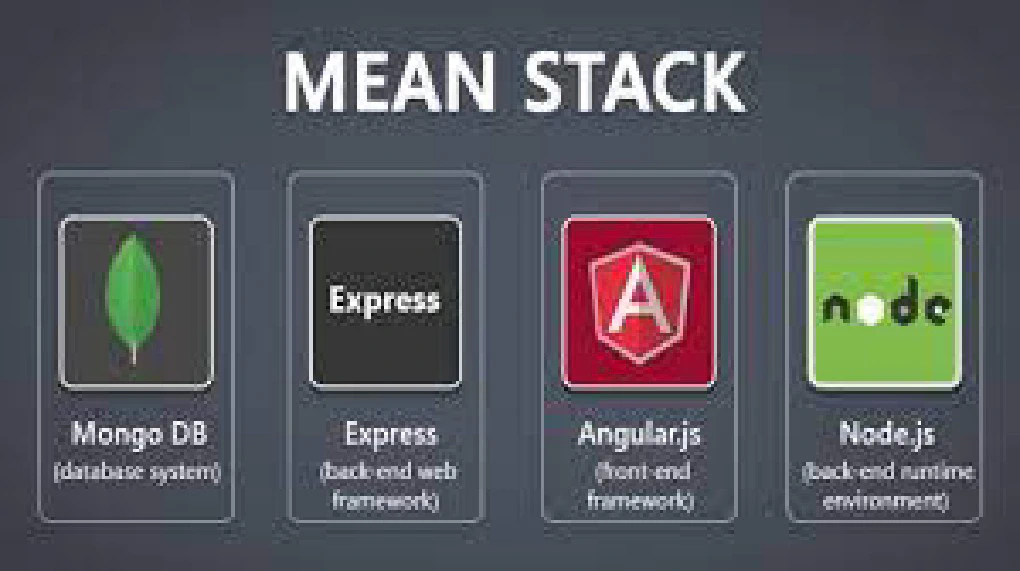 MEAN STACK
Express
node
Mongo DB
(database system)
Express
(back-end web
framework)
Angular.js
(front-end
framework)
Node.js
(back-end runtime
environment)